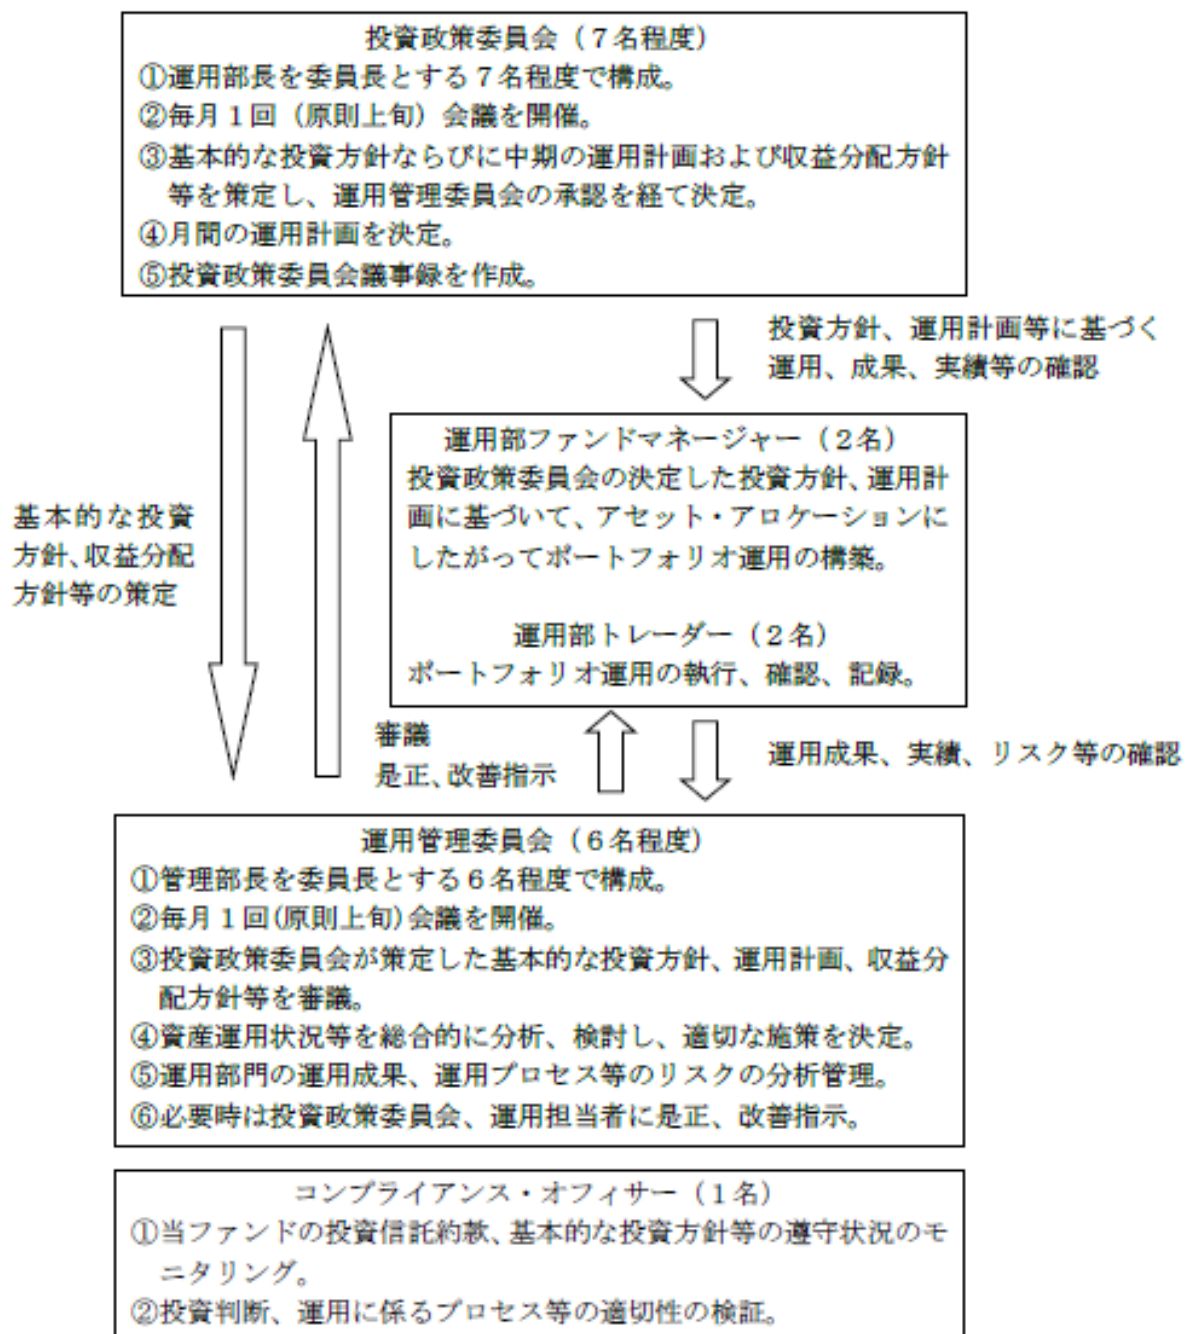 投資政策委員会（７名程度）
①運用部長を委員長とする７名程度で構成。
②毎月１回（原則上旬）会議を開催。
③基本的な投資方針ならびに中期の運用計画および収益分配方針
等を策定し、運用管理委員会の承認を経て決定。
④月間の運用計画を決定。
⑤投資政策委員会議事録を作成。
投資方針、運用計画等に基づく
運用、成果、実績等の確認
運用部ファンドマネージャー（２名）
投資政策委員会の決定した投資方針、運用計
画に基づいて、アセット・アロケーションに
したがってポートフォリオ運用の構築。
運用部トレーダー（２名）
ポートフォリオ運用の執行、確認、記録。
基本的な投資
方針、収益分配
方針等の策定
審議
是正、改善指示
運用成果、実績、リスク等の確認
運用管理委員会（６名程度）
①管理部長を委員長とする６名程度で構成。
②毎月１回(原則上旬)会議を開催。
③投資政策委員会が策定した基本的な投資方針、運用計画、収益分
配方針等を審議。
④資産運用状況等を総合的に分析、検討し、適切な施策を決定。
⑤運用部門の運用成果、運用プロセス等のリスクの分析管理。
⑥必要時は投資政策委員会、運用担当者に是正、改善指示。
コンプライアンス・オフィサー（１名）
①当ファンドの投資信託約款、基本的な投資方針等の遵守状況のモ
ニタリング。
②投資判断、運用に係るプロセス等の適切性の検証。